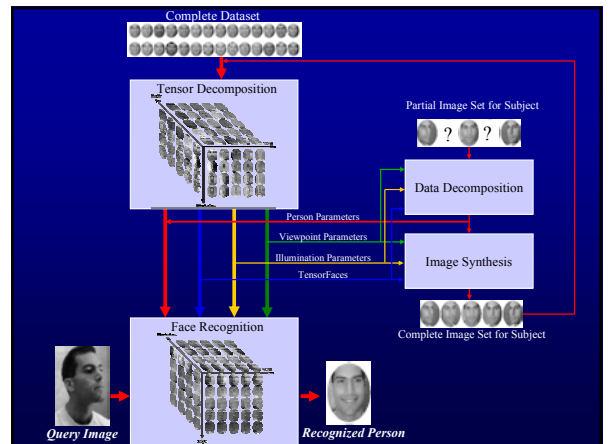 Complete Dataset
Tensor Decomposition
Partial Image Set for Subject
? ?
Data Decomposition
Person Parameters
Viewpoint Parameters
Illumination Parameters
TensorFaces
Image Synthesis
Complete Image Set for Subject
Face Recognition
Query Image
Recognized Person